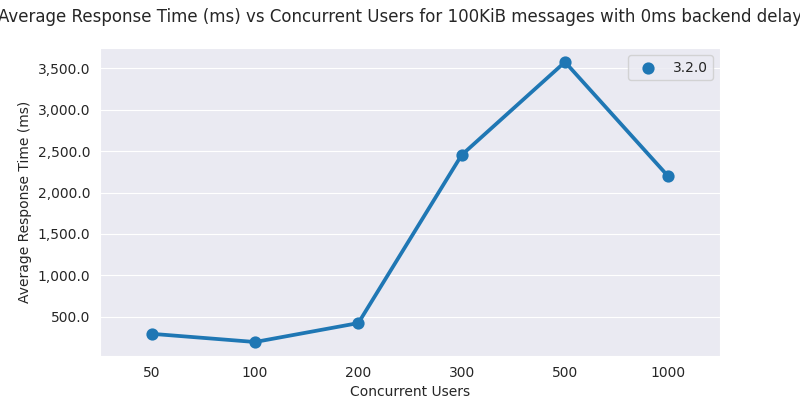 Average Response Time (ms) vs Concurrent Users for 100KiB messages with 0ms backend delay
3.2.0
3,500.0
3,000.0
2,500.0
2,000.0
1,500.0
1,000.0
500.0
Average Response Time (ms)
50 100 200 300 500 1000
Concurrent Users